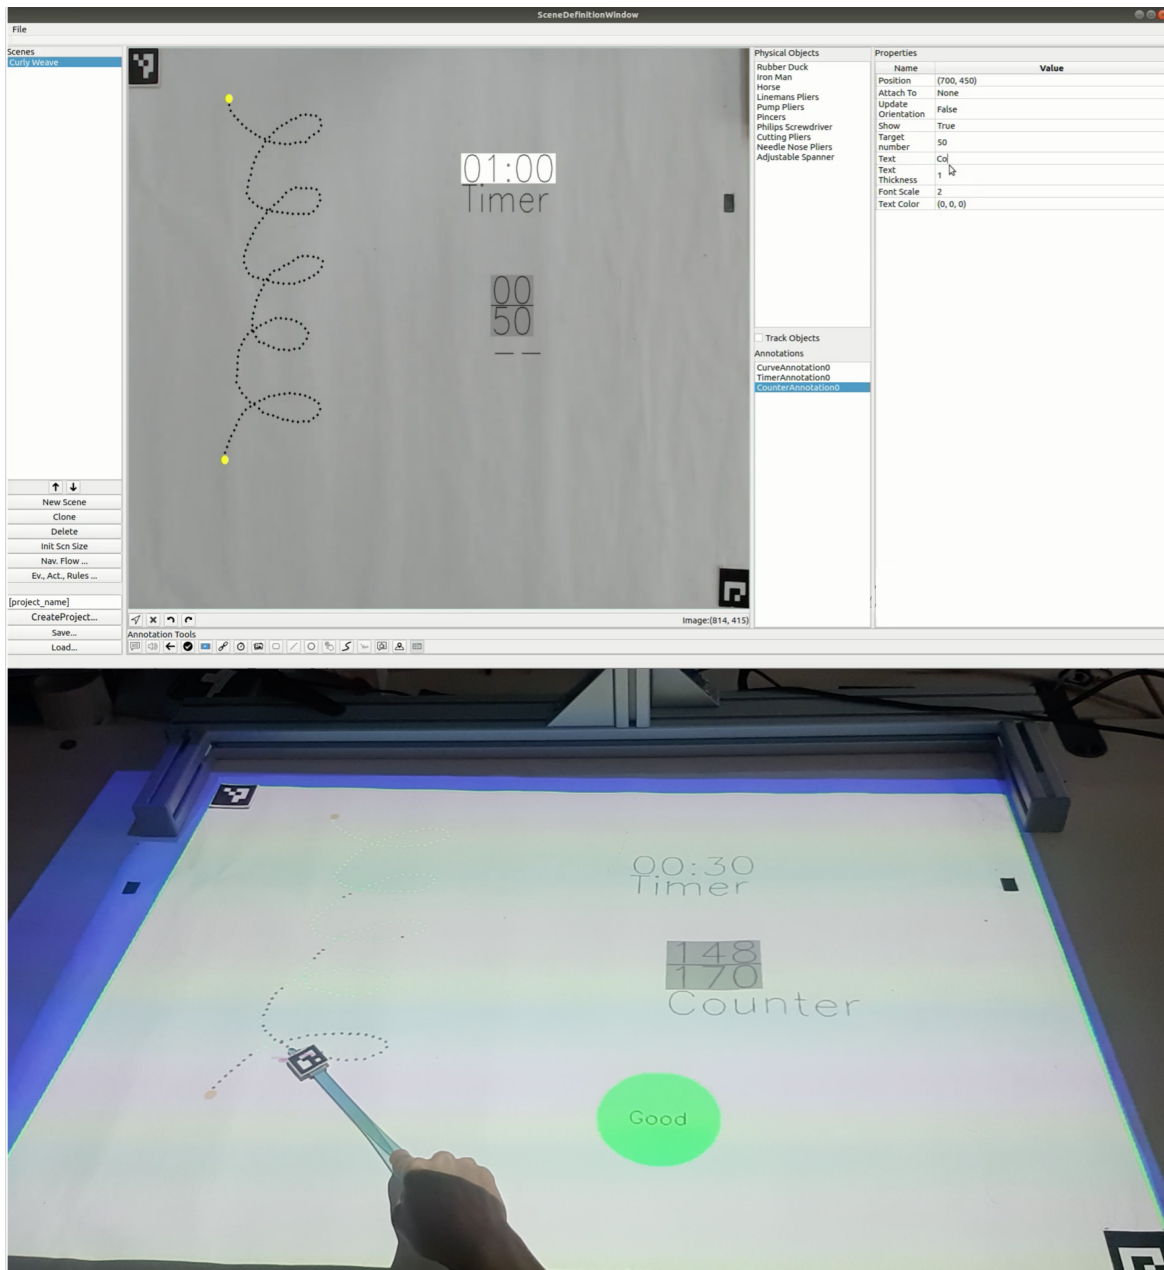 SceneDefinitionWindow
File
Scenes
Curly Weave
01:00
Timer
00
50
Physical Objects
Rubber Duck
Iron Man
Horse
Linemans Pliers
Pump Pliers
Pincers
Philips Screwdriver
Cutting Pliers
Needle Nose Pliers
Adjustable Spanner
Track Objects
Annotations
CurveAnnotation0
TimerAnnotation0
CounterAnnotation0
Properties
Name Value
Position (700, 450)
Attach To None
Update Orientation False
Show True
Target number 50
Text Co
Text Thickness 1
Font Scale 2
Text Color (0, 0, 0)
New Scene
Clone
Delete
Init Scn Size
Nav. Flow ...
Ev., Act., Rules ...
[project_name]
CreateProject...
Save...
Load...
Image:(814, 415)
Annotation Tools
00:30
Timer
148
170
Counter
Good